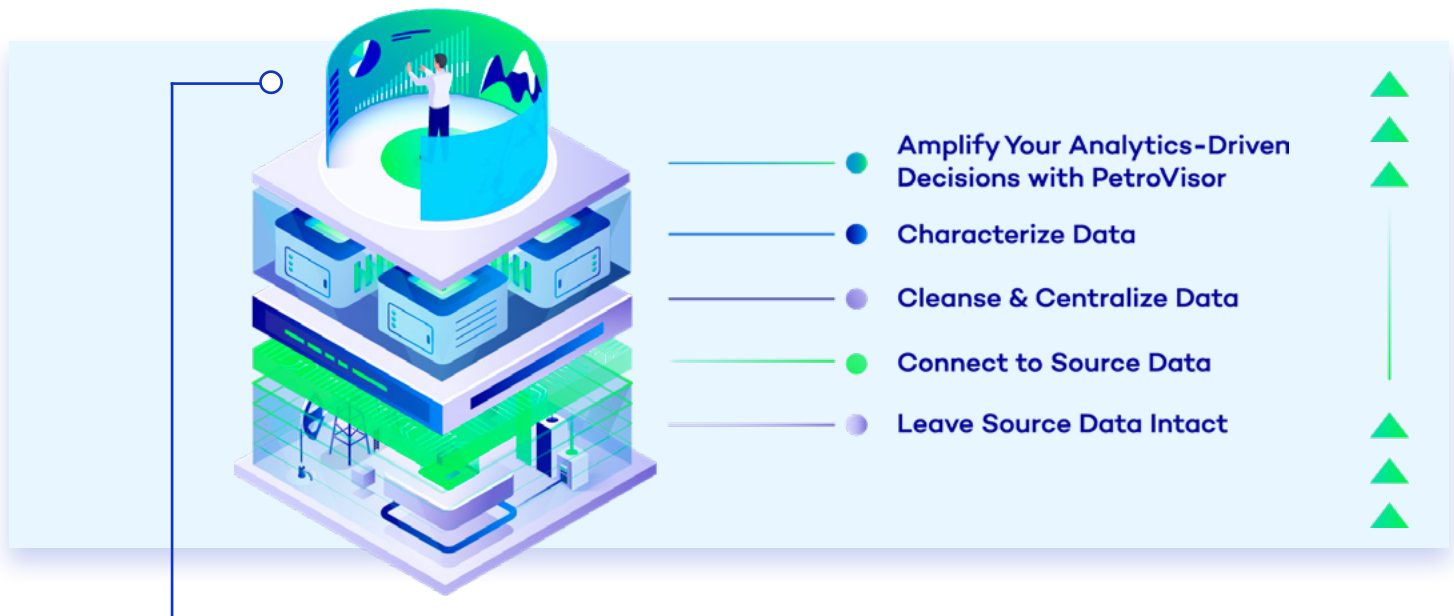 Amplify Your Analytics-Driven
Decisions with PetroVisor
Characterize Data
Cleanse & Centralize Data
Connect to Source Data
Leave Source Data Intact